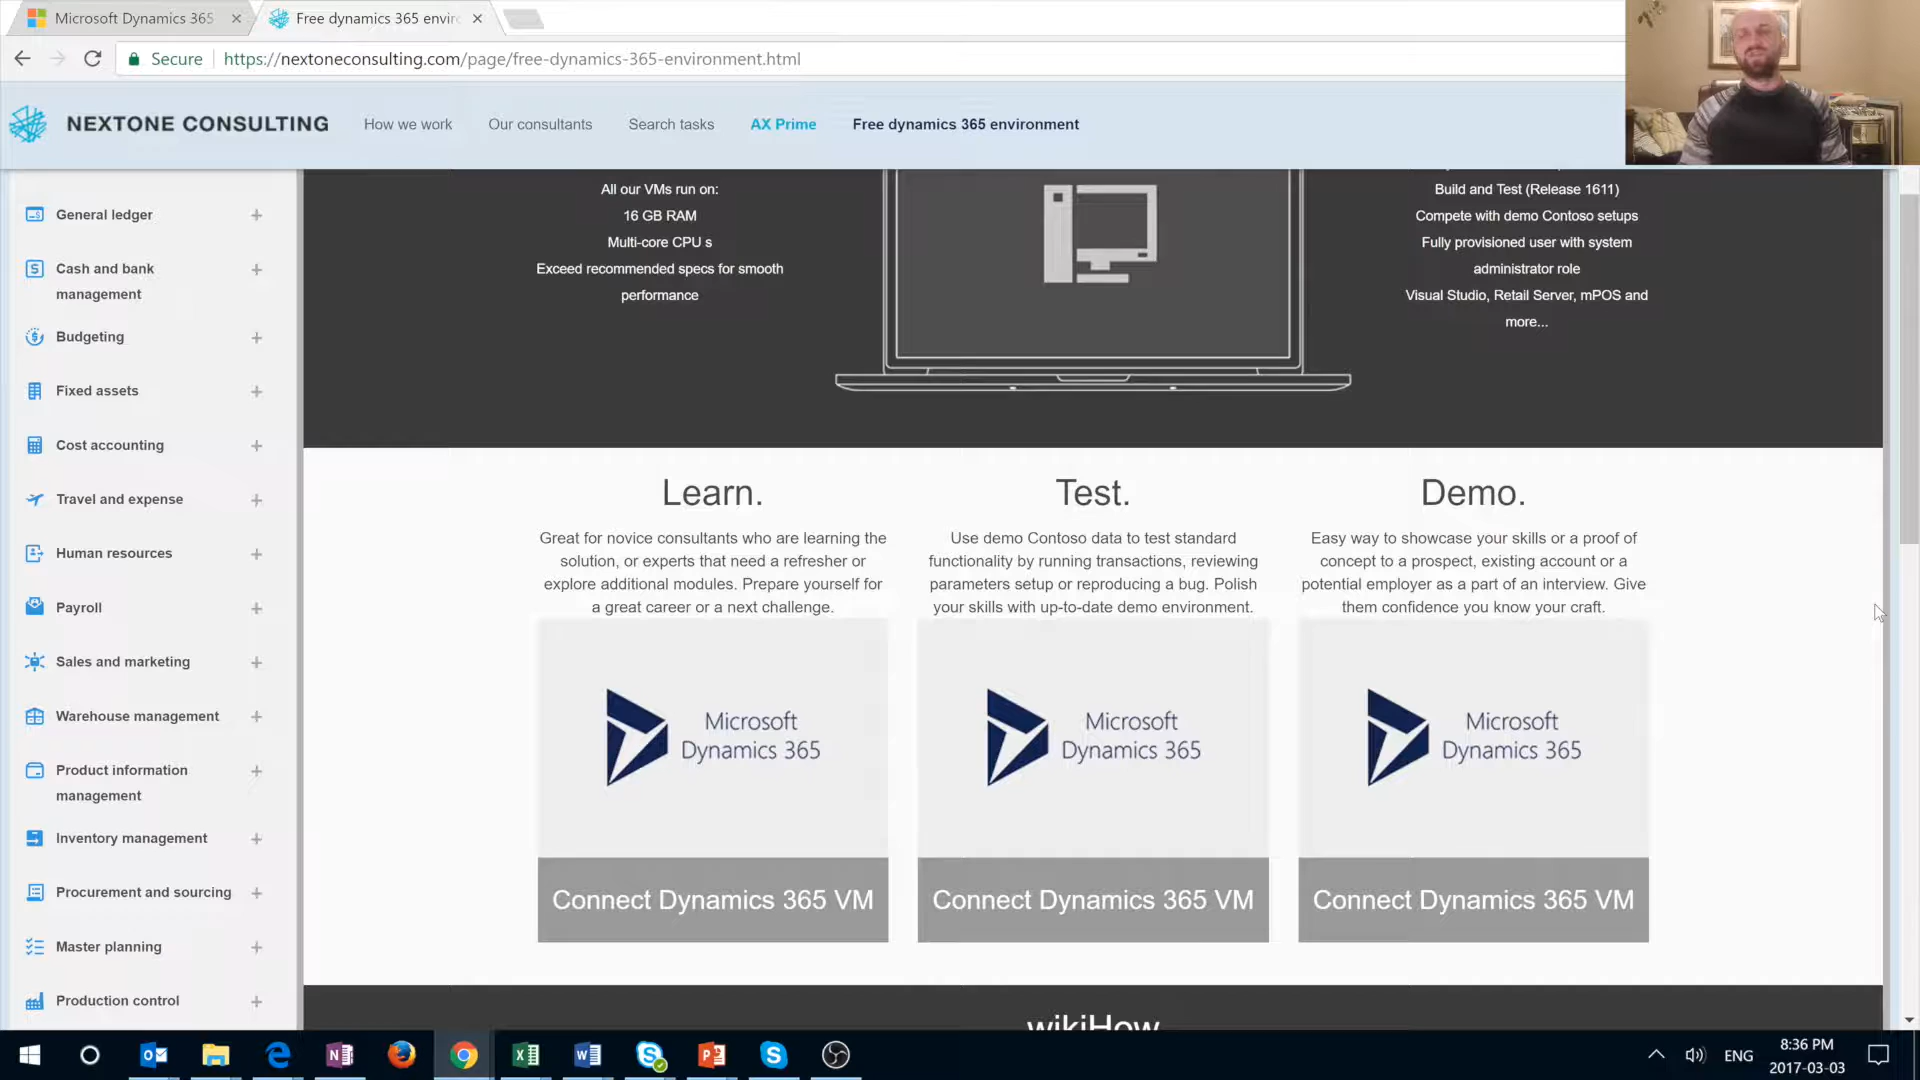 Microsoft Dynamics 365
Free dynamics 365 envir
Secure
https://nextoneconsulting.com/page/free-dynamics-365-environment.html
NEXTONE CONSULTING
How we work
Our consultants
Search tasks
AX Prime
Free dynamics 365 environment
General ledger
Cash and bank
management
Budgeting
Fixed assets
Cost accounting
Travel and expense
Human resources
Payroll
Sales and marketing
Warehouse management
Product information
management
Inventory management
Procurement and sourcing
Master planning
Production control
All our VMs run on:
16 GB RAM
Multi-core CPU s
Exceed recommended specs for smooth
performance
Build and Test (Release 1611)
Compete with demo Contoso setups
Fully provisioned user with system
administrator role
Visual Studio, Retail Server, mPOS and
more...
Learn.
Great for novice consultants who are learning the
solution, or experts that need a refresher or
explore additional modules. Prepare yourself for
a great career or a next challenge.
Microsoft
Dynamics 365
Connect Dynamics 365 VM
Test.
Use demo Contoso data to test standard
functionality by running transactions, reviewing
parameters setup or reproducing a bug. Polish
your skills with up-to-date demo environment.
Microsoft
Dynamics 365
Connect Dynamics 365 VM
Demo.
Easy way to showcase your skills or a proof of
concept to a prospect, existing account or a
potential employer as a part of an interview. Give
them confidence you know your craft.
Microsoft
Dynamics 365
Connect Dynamics 365 VM
wikiHow
ENG
8:36 PM
2017-03-03